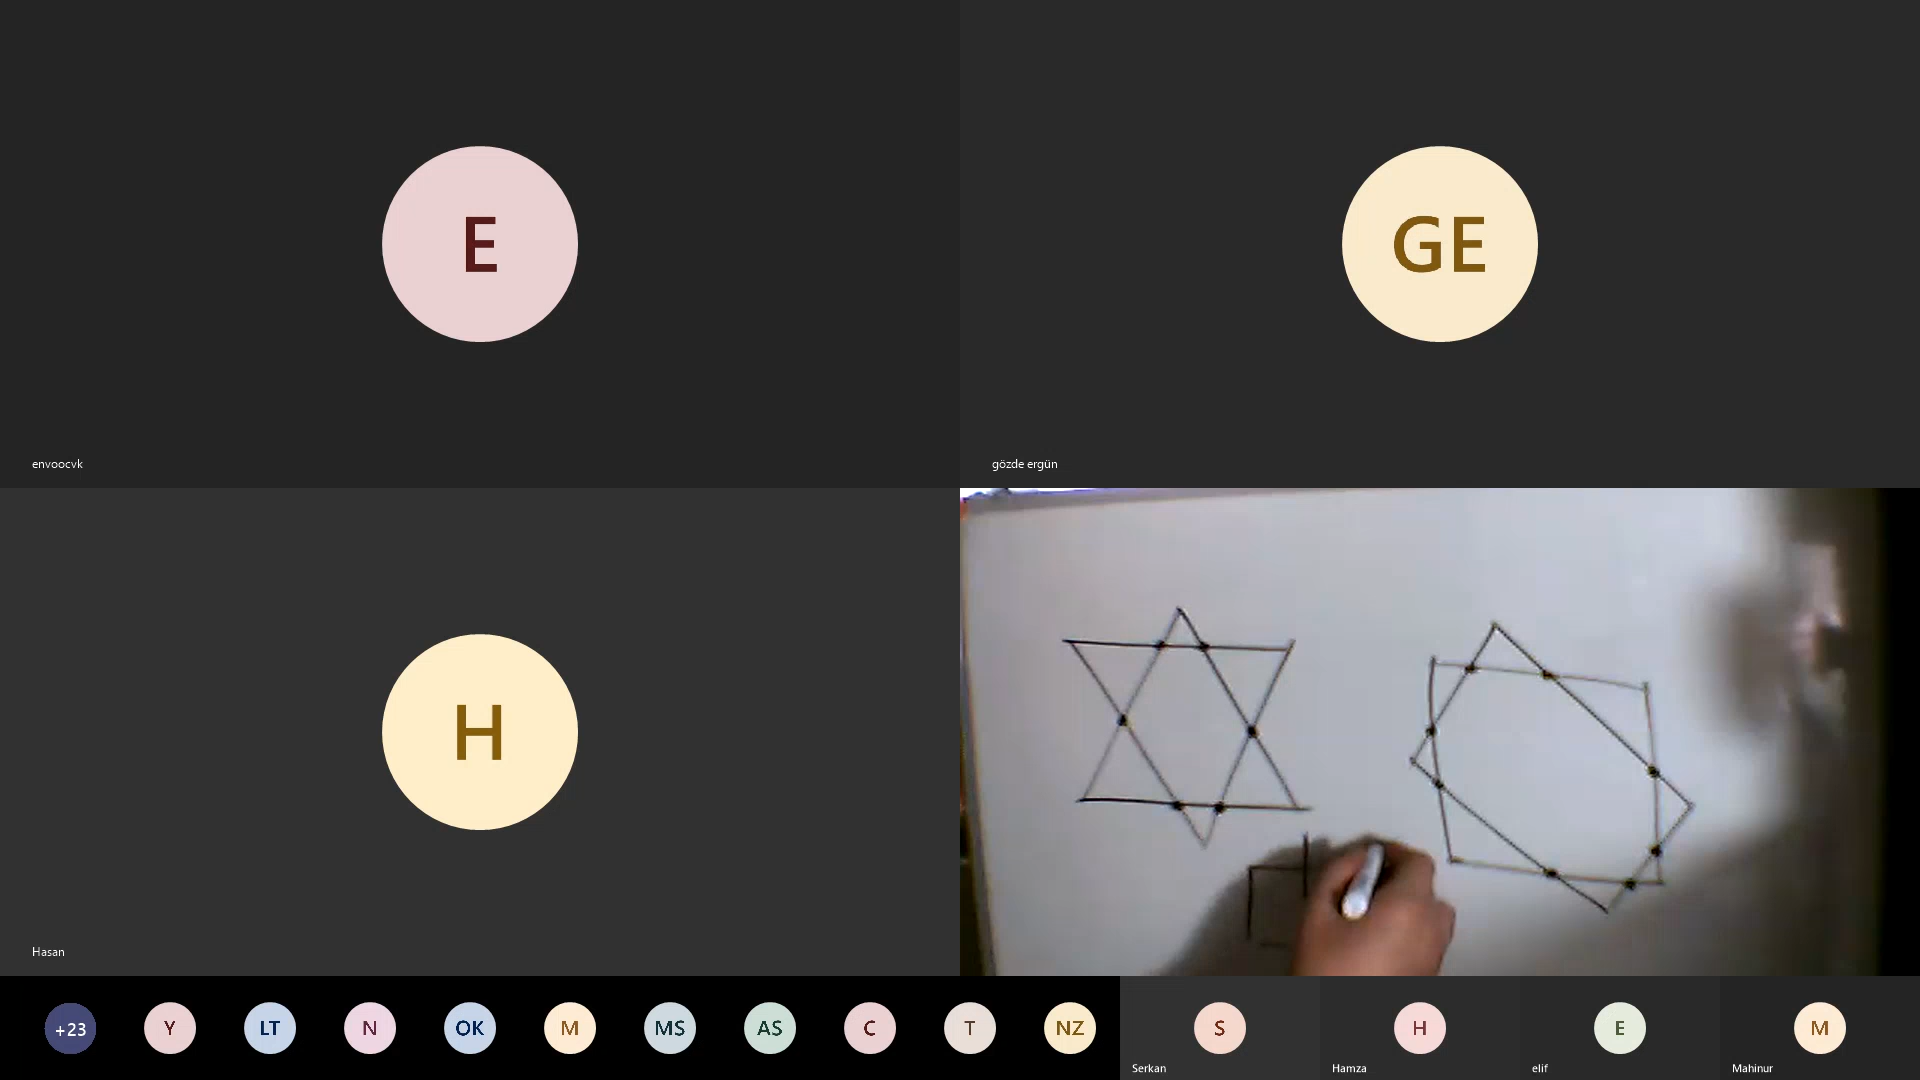 E
GE
envoocvk
gözde ergün
H
Hasan
+23
Y
LT
N
OK
M
MS
AS
C
T
NZ
S
H
E
M
Serkan
Hamza
elif
Mahinur